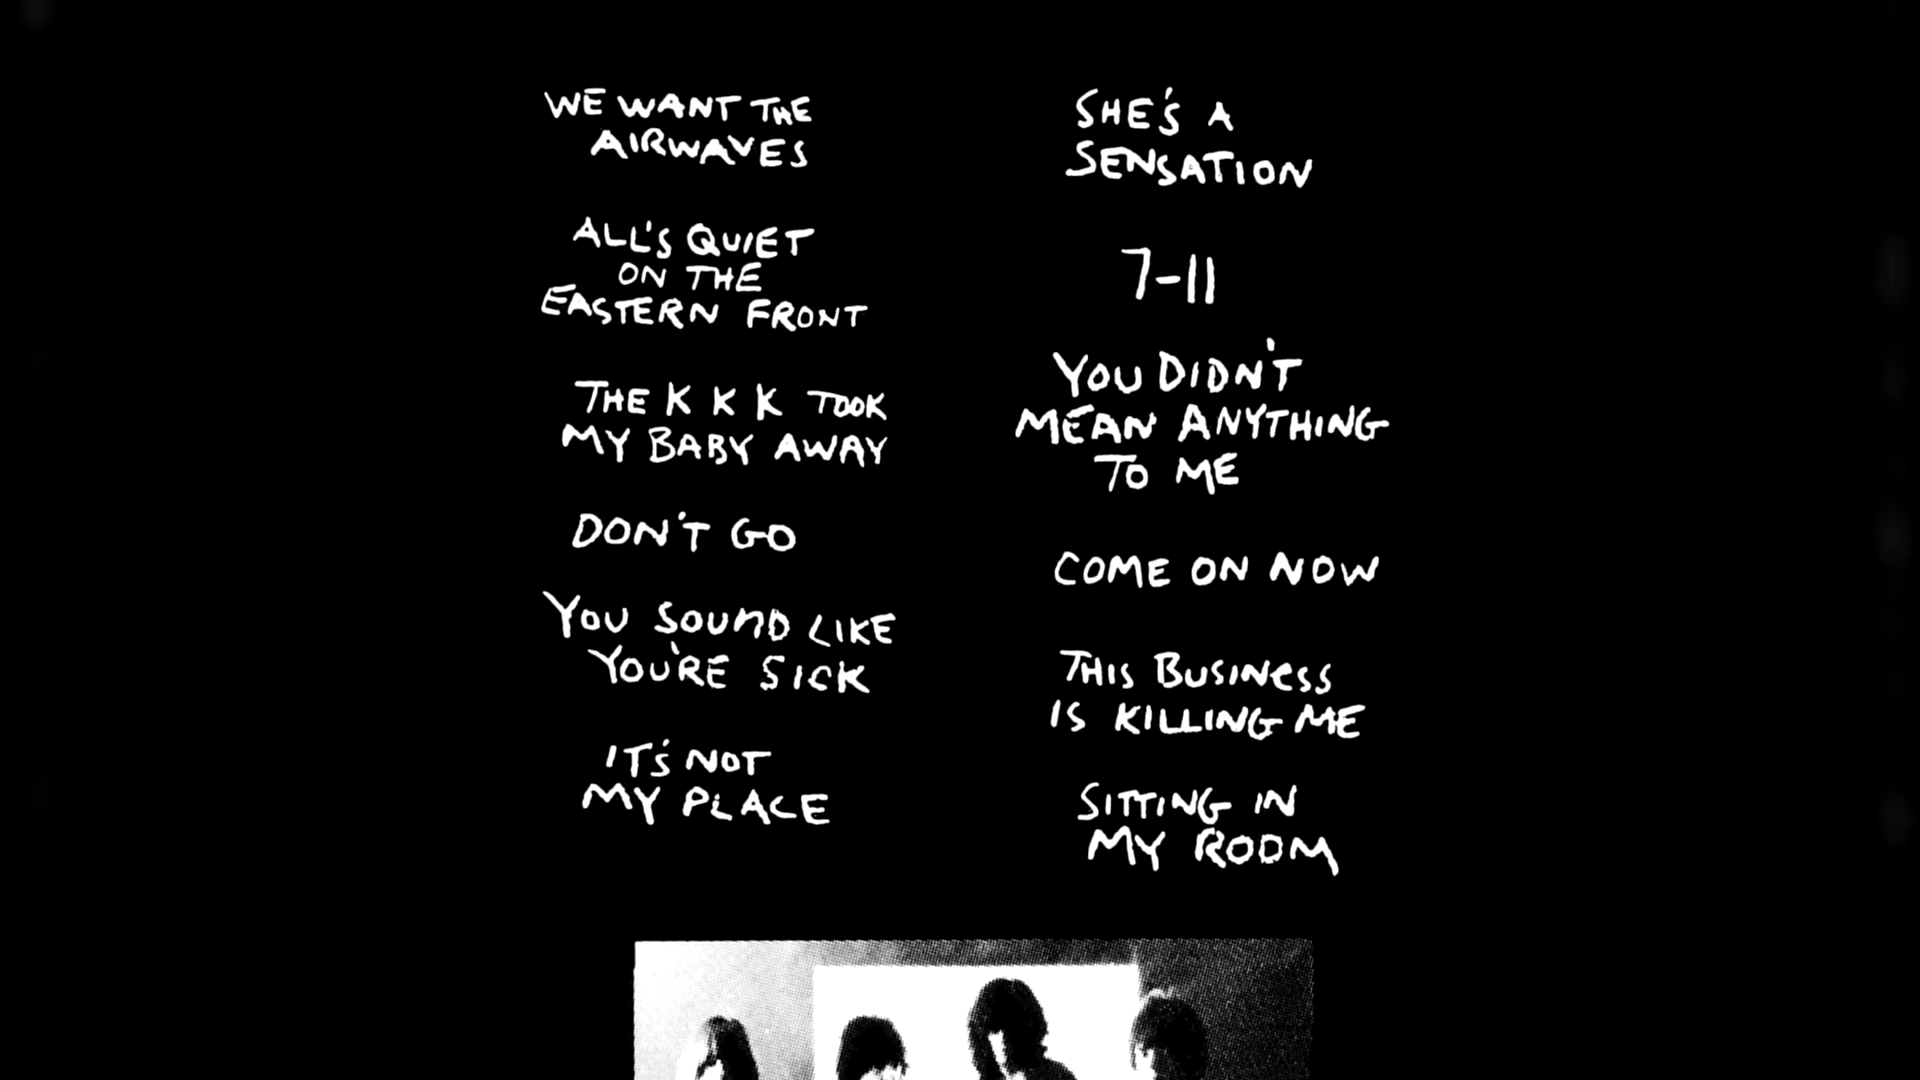 WE WANT THE
AIRWAVES
ALL'S QUIET
ON THE
EASTERN FRONT
THE K K K TOOK
MY BABY AWAY
DON'T GO
YOU SOUND LIKE
YOU'RE SICK
IT'S NOT
MY PLACE
SHE'S A
SENSATION
7-11
YOU DIDN'T
MEAN ANYTHING
TO ME
COME ON NOW
THIS BUSINESS
IS KILLING ME
SITTING IN
MY ROOM